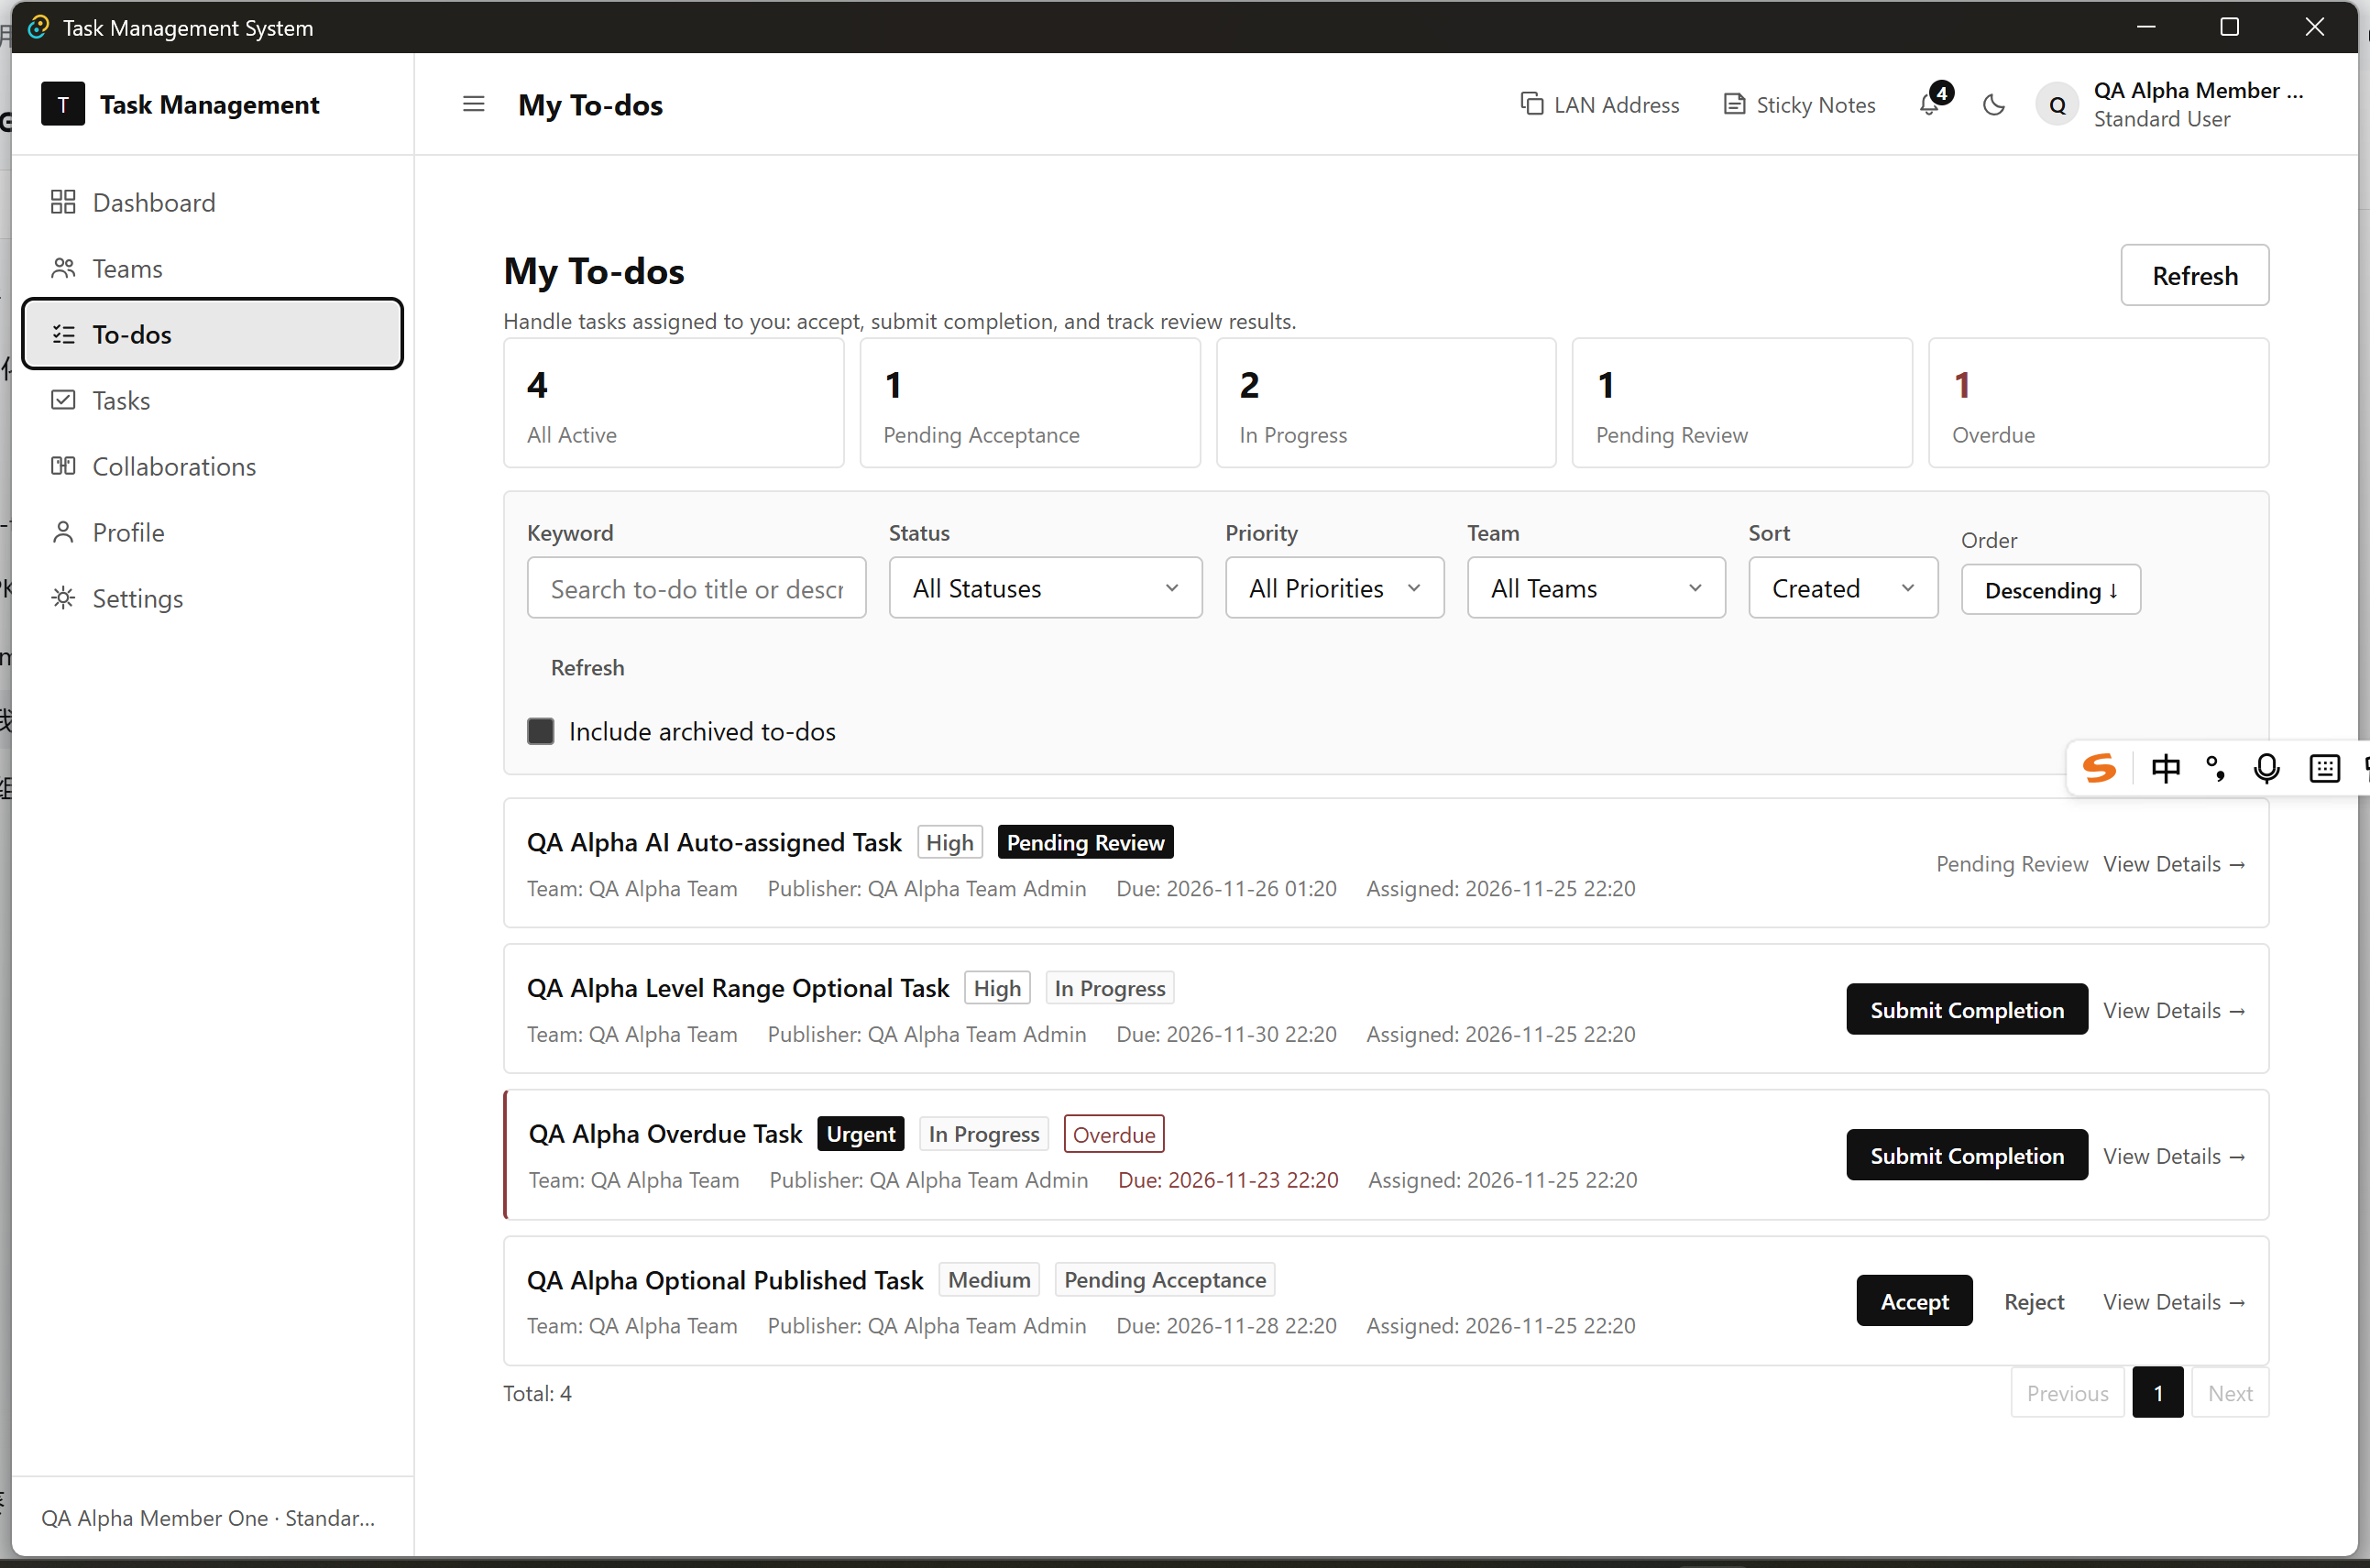 Task Management System
T Task Management
My To-dos
LAN Address
Sticky Notes
4
Q
QA Alpha Member ...
Standard User
Dashboard
Teams
To-dos
Tasks
Collaborations
Profile
Settings
My To-dos
Refresh
Handle tasks assigned to you: accept, submit completion, and track review results.
4
All Active
1
Pending Acceptance
2
In Progress
1
Pending Review
1
Overdue
Keyword
Search to-do title or descr
Status
All Statuses
Priority
All Priorities
Team
All Teams
Sort
Created
Order
Descending ↓
Refresh
Include archived to-dos
中
QA Alpha AI Auto-assigned Task High Pending Review
Team: QA Alpha Team Publisher: QA Alpha Team Admin Due: 2026-11-26 01:20 Assigned: 2026-11-25 22:20
Pending Review View Details →
QA Alpha Level Range Optional Task High In Progress
Team: QA Alpha Team Publisher: QA Alpha Team Admin Due: 2026-11-30 22:20 Assigned: 2026-11-25 22:20
Submit Completion View Details →
QA Alpha Overdue Task Urgent In Progress Overdue
Team: QA Alpha Team Publisher: QA Alpha Team Admin Due: 2026-11-23 22:20 Assigned: 2026-11-25 22:20
Submit Completion View Details →
QA Alpha Optional Published Task Medium Pending Acceptance
Team: QA Alpha Team Publisher: QA Alpha Team Admin Due: 2026-11-28 22:20 Assigned: 2026-11-25 22:20
Accept Reject View Details →
Total: 4
Previous 1 Next
QA Alpha Member One · Standar...